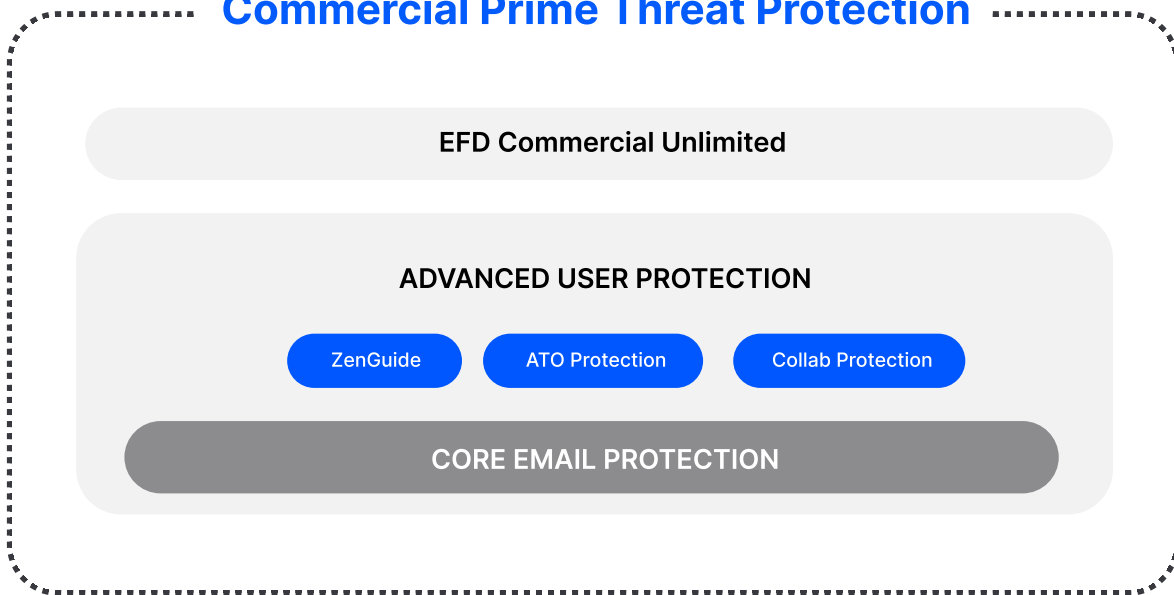 Commercial Prime Threat Protection
EFD Commercial Unlimited
ADVANCED USER PROTECTION
ZenGuide
ATO Protection
Collab Protection
CORE EMAIL PROTECTION